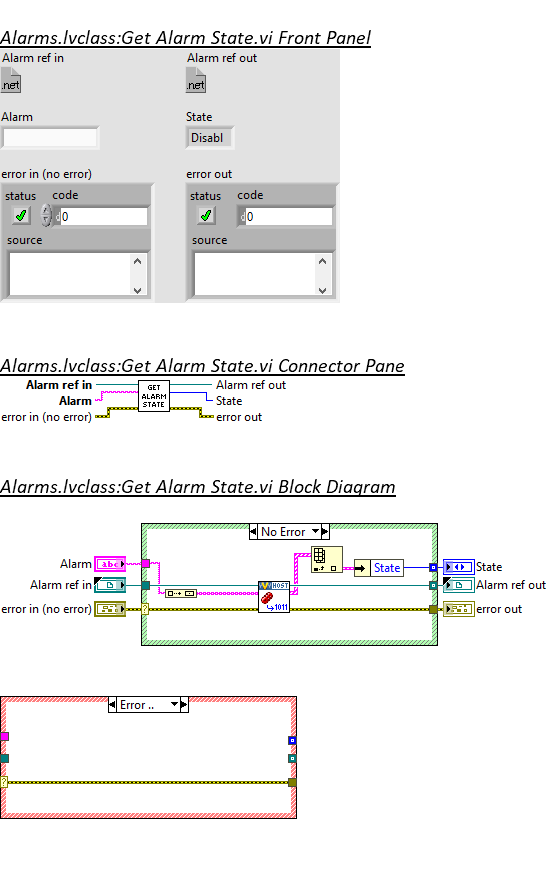 Alarms.lvclass:Get Alarm State.vi Front Panel
Alarm ref in Alarm ref out
.net .net
Alarm State
Disabl
error in (no error) error out
status code status code
d 0 d 0
source source
Alarms.lvclass:Get Alarm State.vi Connector Pane
Alarm ref in GET ALARM STATE Alarm ref out
Alarm State
error in (no error) error out
Alarms.lvclass:Get Alarm State.vi Block Diagram
No Error
Alarm abc State State
Alarm ref in HOST Alarm ref out
error in (no error) ? 1011 error out
Error ..
?